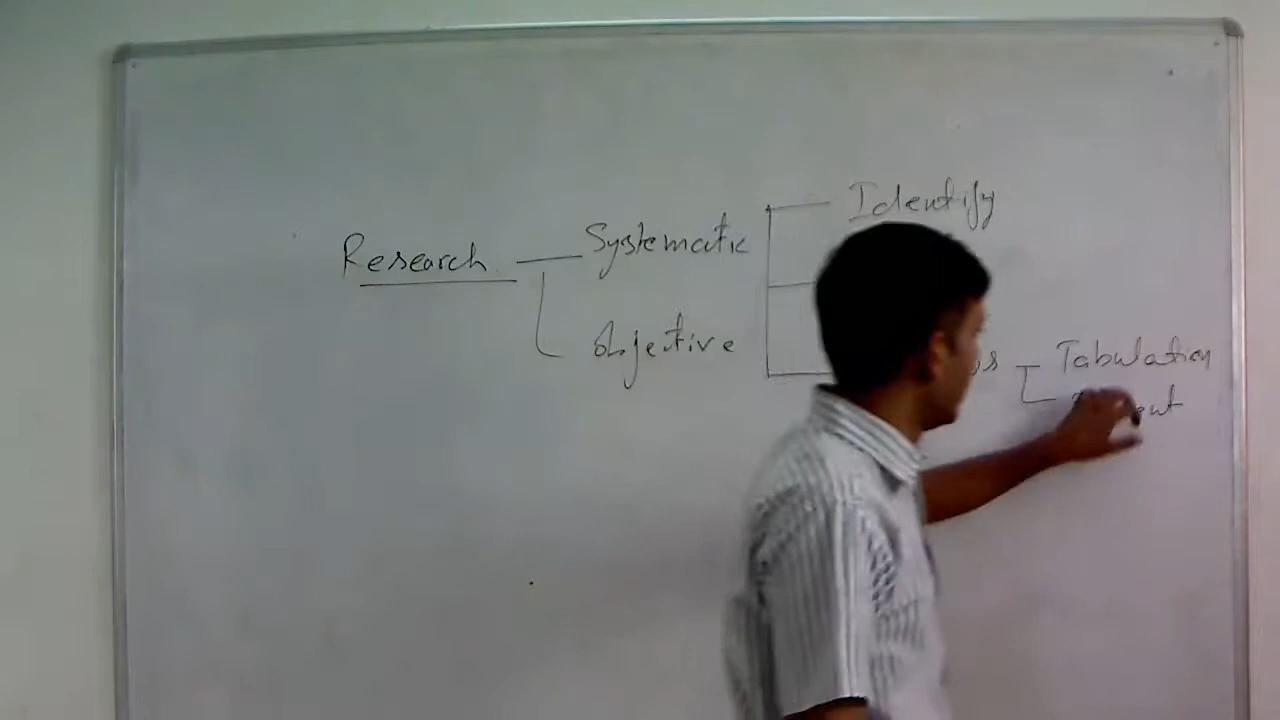 Identify
Research — Systematic
Objective
Tabulation